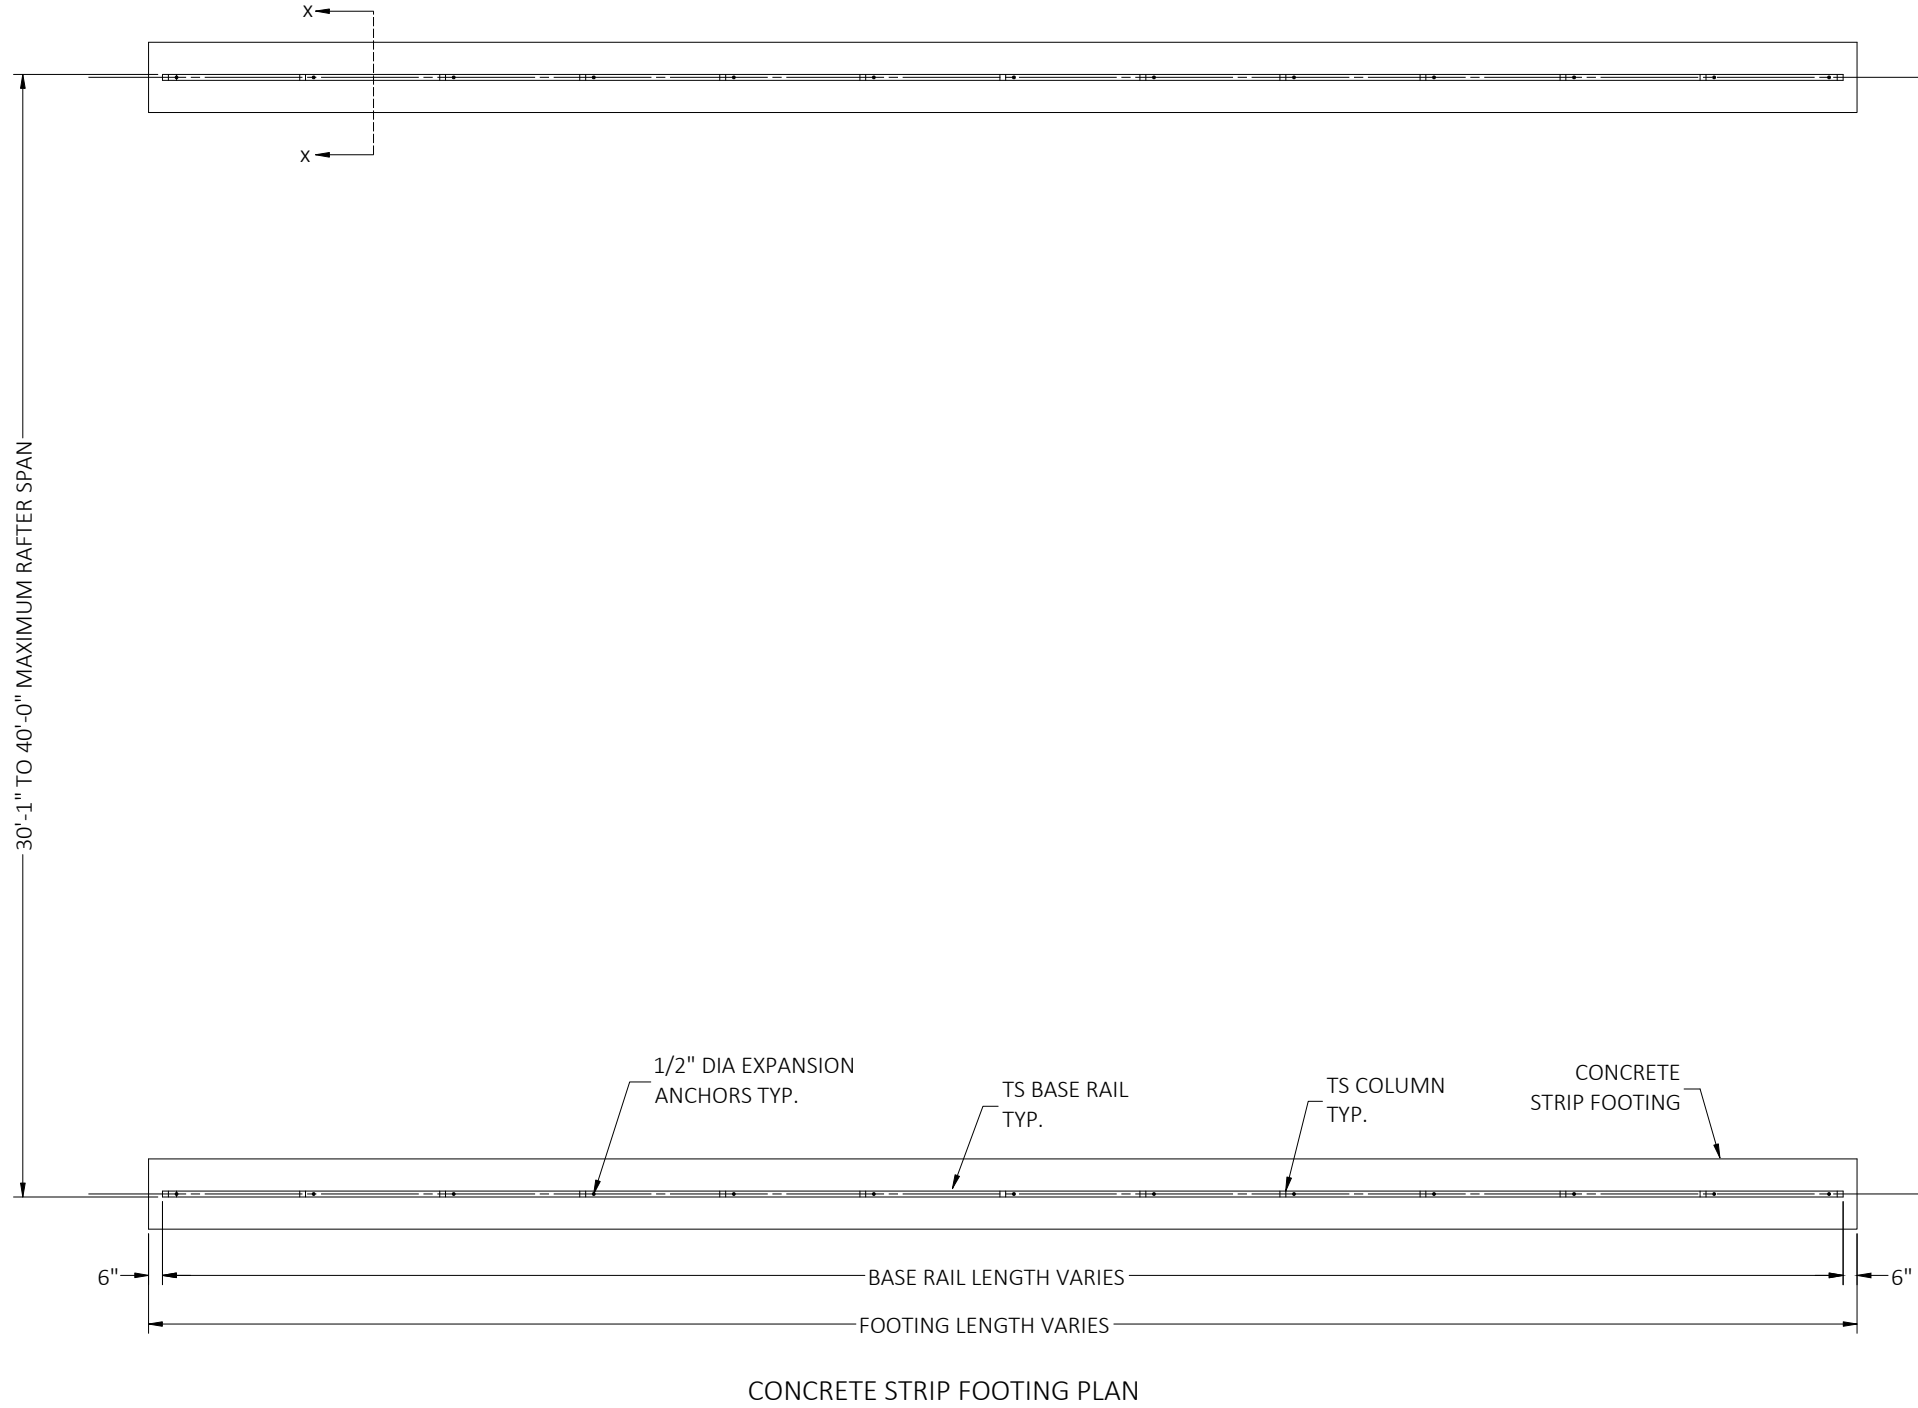 X
X
30'-1" TO 40'-0" MAXIMUM RAFTER SPAN
1/2" DIA EXPANSION
ANCHORS TYP.
TS BASE RAIL
TYP.
TS COLUMN
TYP.
CONCRETE
STRIP FOOTING
6"
BASE RAIL LENGTH VARIES
6"
FOOTING LENGTH VARIES
CONCRETE STRIP FOOTING PLAN